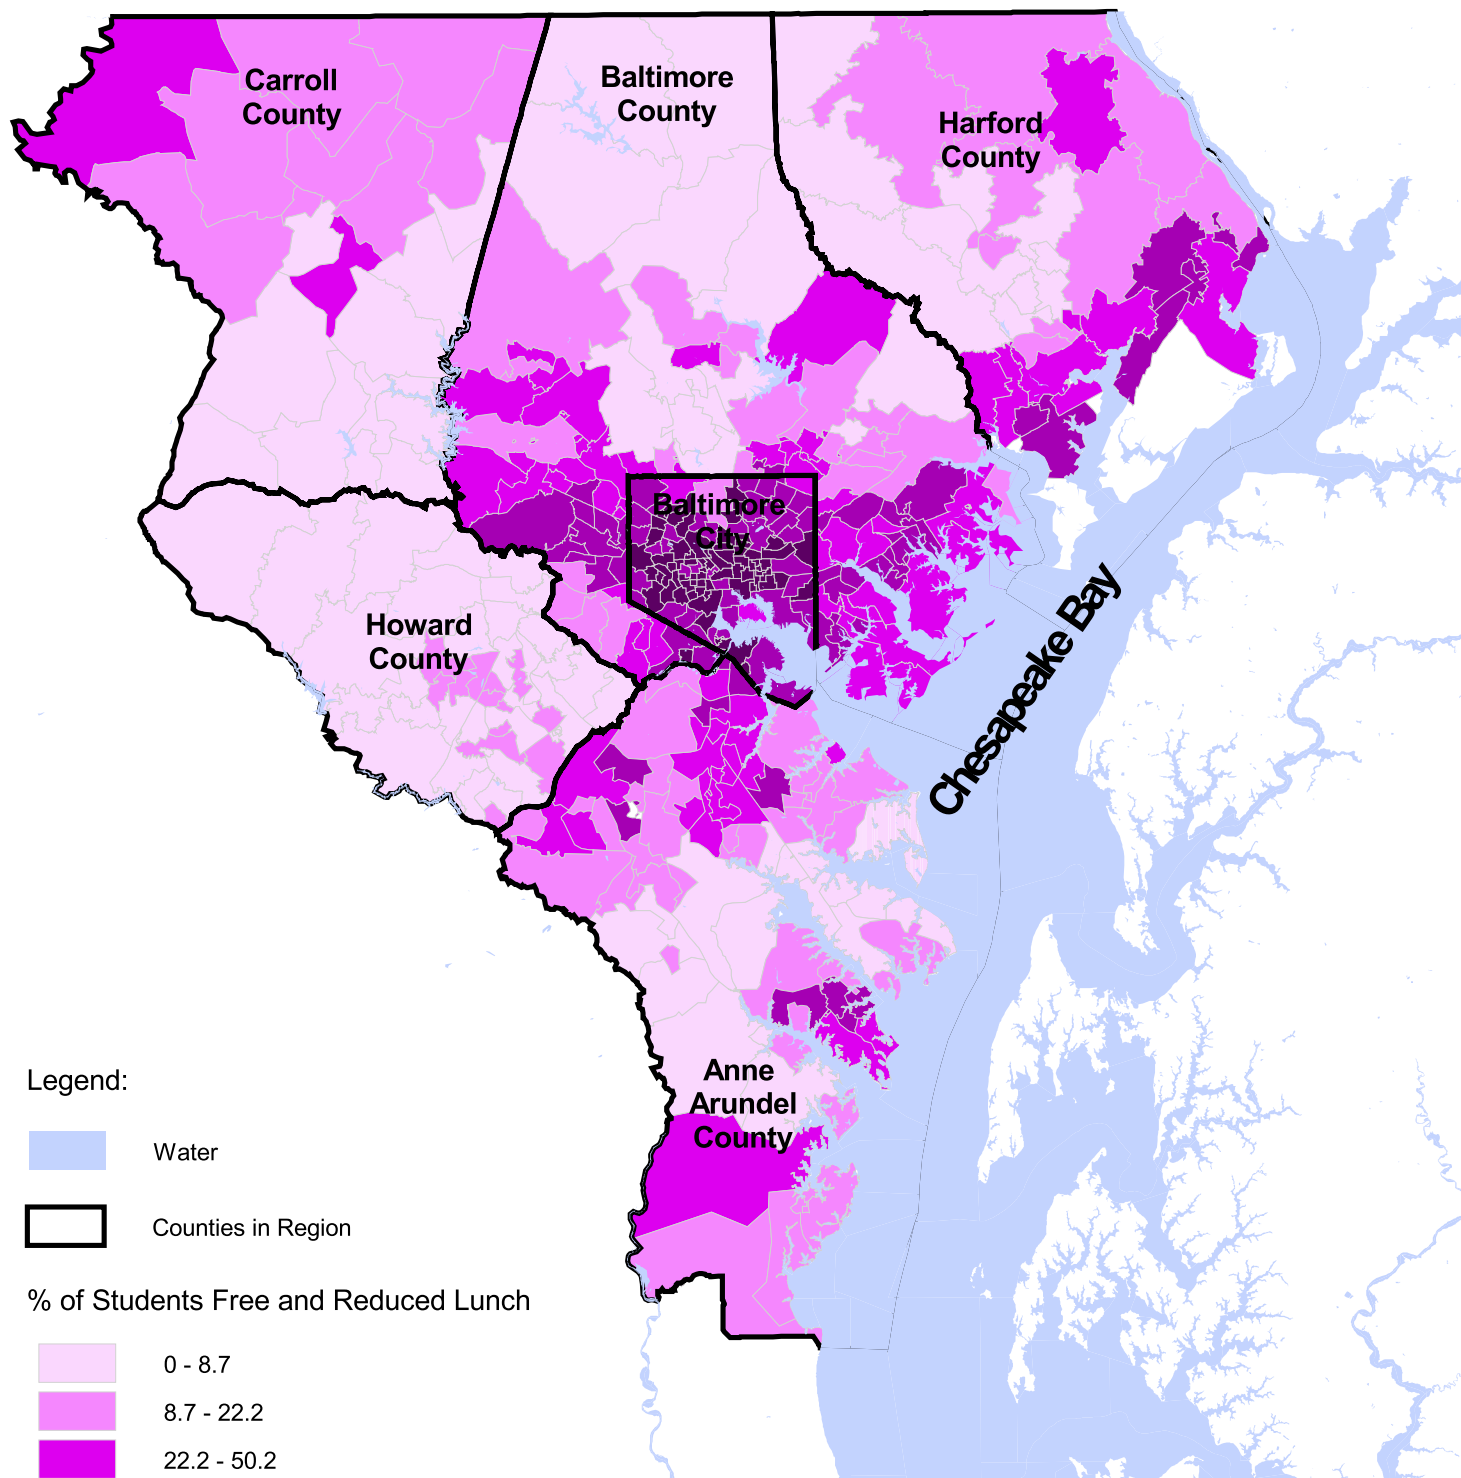 Carroll
County
Baltimore
County
Harford
County
Baltimore
City
Howard
County
Chesapeake Bay
Anne
Arundel
County
Legend:
Water
Counties in Region
% of Students Free and Reduced Lunch
0 - 8.7
8.7 - 22.2
22.2 - 50.2